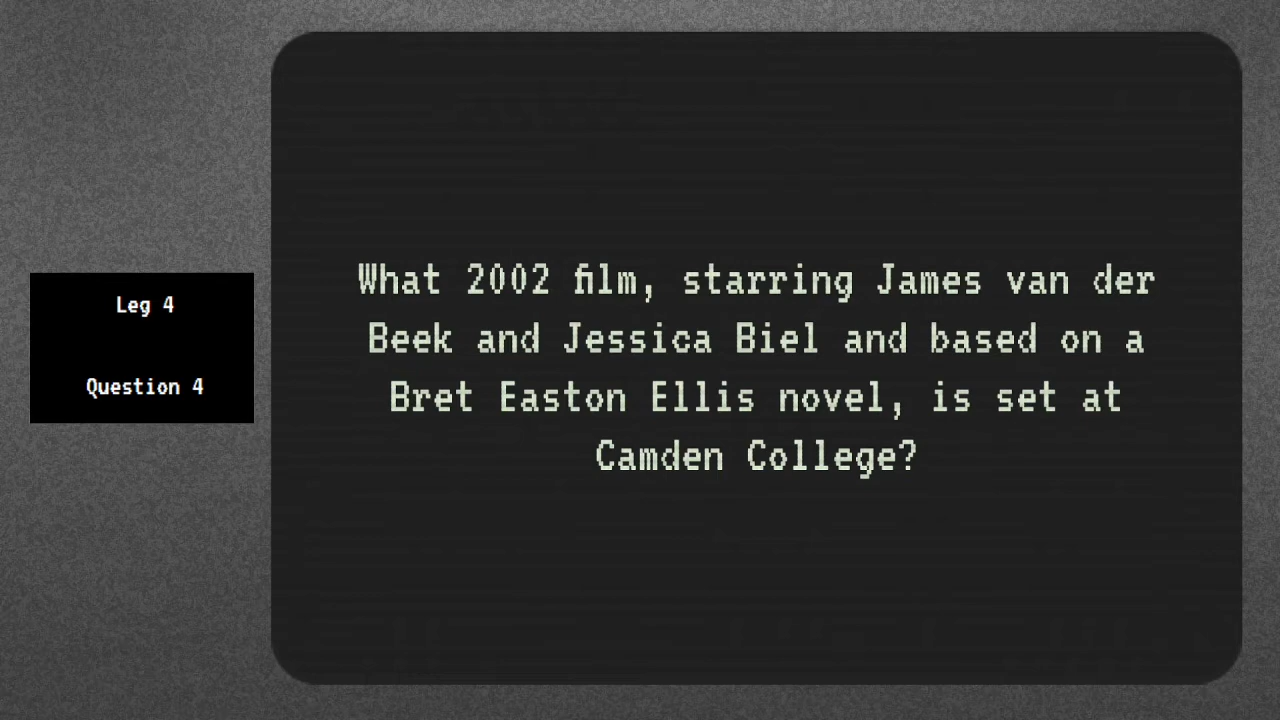 Leg 4
Question 4
What 2002 film, starring James van der
Beek and Jessica Biel and based on a
Bret Easton Ellis novel, is set at
Camden College?